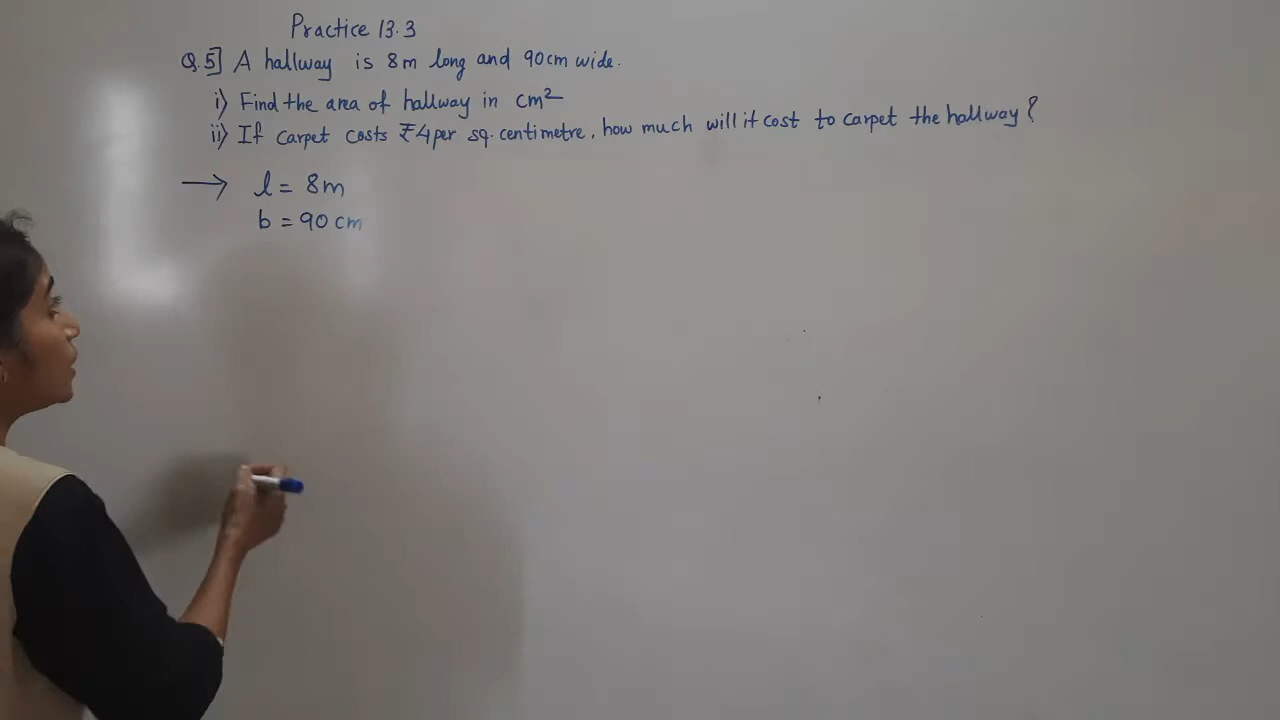 Practice 13.3
Q.5] A hallway is 8m long and 90cm wide.
i) Find the area of hallway in cm²
ii) If carpet costs ₹4 per sq. centimetre, how much will it cost to carpet the hallway?
→ l = 8m
b = 90 cm